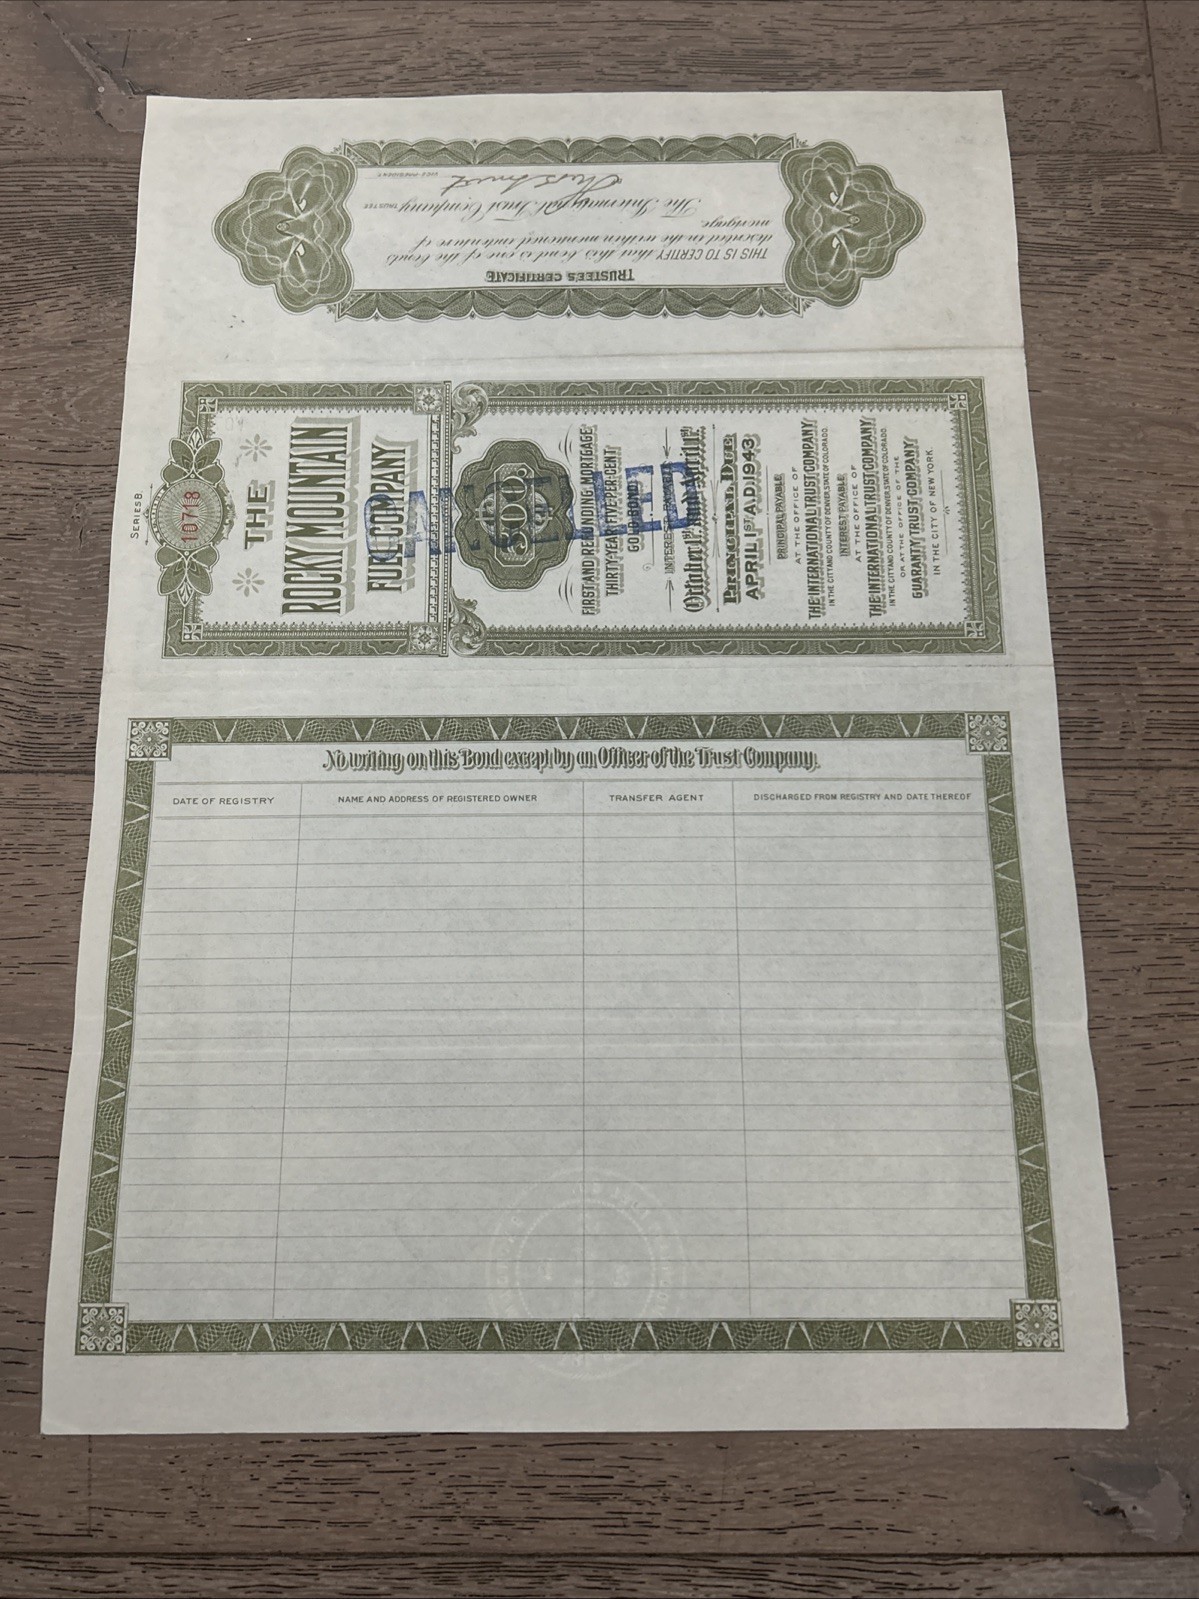 TRUSTEE'S CERTIFICATE
THIS IS TO CERTIFY that this bond is one of the bonds
described in the within mentioned indenture of
mortgage.
The International Trust Company TRUSTEE
VICE-PRESIDENT.
SERIES B.
10718
THE
ROCKY MOUNTAIN
FUEL COMPANY
$500
CANCELLED
FIRST AND REFUNDING MORTGAGE
THIRTY-YEAR FIVE PER CENT
GOLD BOND
INTEREST PAYABLE
October 1st and April 1st
PRINCIPAL DUE
APRIL 1ST A.D. 1943
PRINCIPAL PAYABLE
AT THE OFFICE OF
THE INTERNATIONAL TRUST COMPANY
IN THE CITY AND COUNTY OF DENVER, STATE OF COLORADO.
INTEREST PAYABLE
AT THE OFFICE OF
THE INTERNATIONAL TRUST COMPANY
IN THE CITY AND COUNTY OF DENVER, STATE OF COLORADO.
OR AT THE OFFICE OF THE
GUARANTY TRUST COMPANY
IN THE CITY OF NEW YORK.
No writing on this Bond except by an Officer of the Trust Company.
DATE OF REGISTRY NAME AND ADDRESS OF REGISTERED OWNER TRANSFER AGENT DISCHARGED FROM REGISTRY AND DATE THEREOF